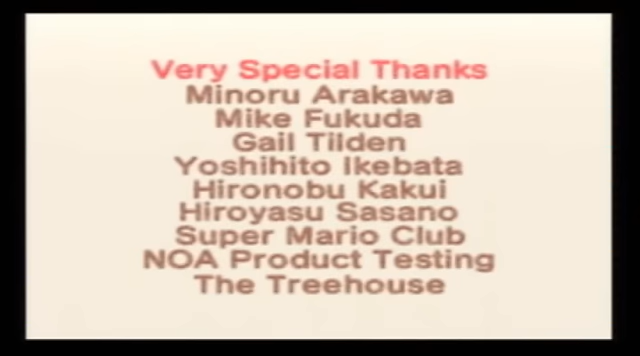 Very Special Thanks
Minoru Arakawa
Mike Fukuda
Gail Tilden
Yoshihito Ikebata
Hironobu Kakui
Hiroyasu Sasano
Super Mario Club
NOA Product Testing
The Treehouse